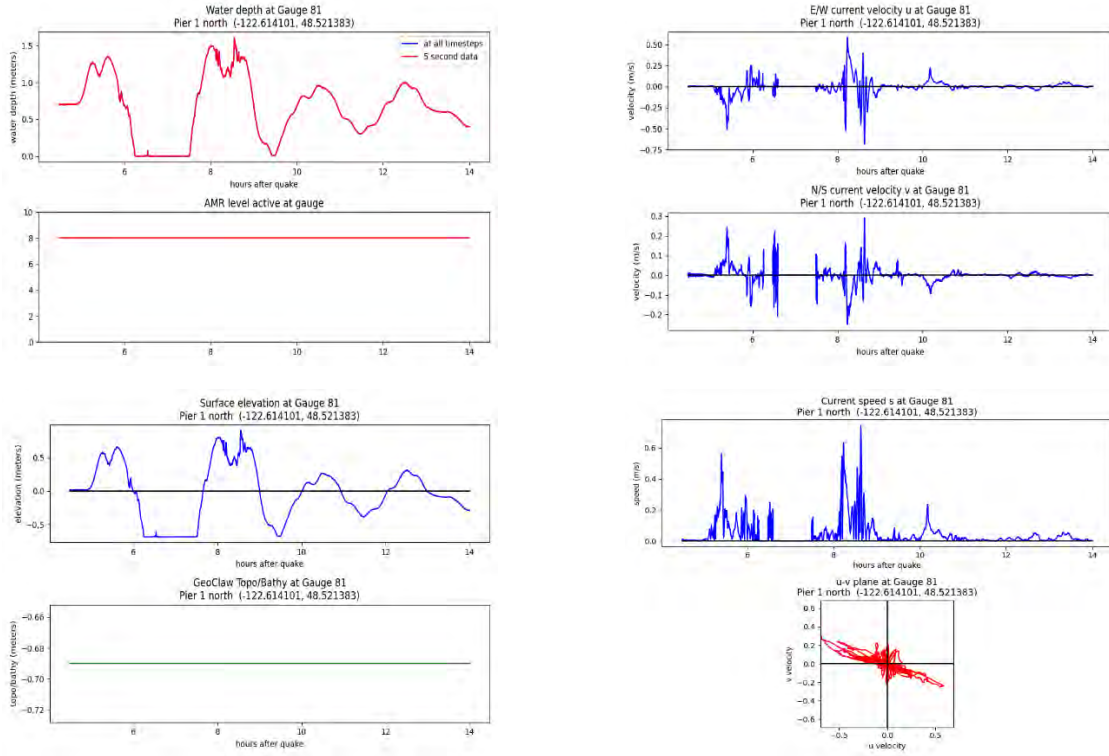 Water depth at Gauge 81
Pier 1 north (-122.614101, 48.521383)
at all timesteps
5 second data
water depth (meters)
1.5
1.0
0.5
0.0
6 8 10 12 14
hours after quake
AMR level active at gauge
10
8
6
4
2
0
6 8 10 12 14
hours after quake
Surface elevation at Gauge 81
Pier 1 north (-122.614101, 48.521383)
elevation (meters)
0.5
0.0
−0.5
6 8 10 12 14
hours after quake
GeoClaw Topo/Bathy at Gauge 81
Pier 1 north (-122.614101, 48.521383)
topo/bathy (meters)
−0.66
−0.68
−0.70
−0.72
6 8 10 12 14
hours after quake
E/W current velocity u at Gauge 81
Pier 1 north (-122.614101, 48.521383)
velocity (m/s)
0.50
0.25
0.00
−0.25
−0.50
−0.75
6 8 10 12 14
hours after quake
N/S current velocity v at Gauge 81
Pier 1 north (-122.614101, 48.521383)
velocity (m/s)
0.3
0.2
0.1
0.0
−0.1
−0.2
6 8 10 12 14
hours after quake
Current speed s at Gauge 81
Pier 1 north (-122.614101, 48.521383)
speed (m/s)
0.6
0.4
0.2
0.0
6 8 10 12 14
hours after quake
u-v plane at Gauge 81
Pier 1 north (-122.614101, 48.521383)
v velocity
0.6
0.4
0.2
0.0
−0.2
−0.4
−0.6
−0.5 0.0 0.5
u velocity